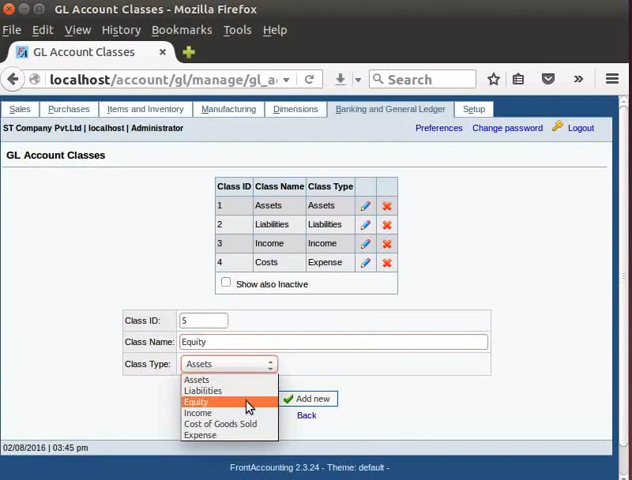 GL Account Classes - Mozilla Firefox
File Edit View History Bookmarks Tools Help
GL Account Classes
localhost/account/gl/manage/gl_a
Search
Sales Purchases Items and Inventory Manufacturing Dimensions Banking and General Ledger Setup
ST Company Pvt.Ltd | localhost | Administrator
Preferences Change password Logout
GL Account Classes
Class ID Class Name Class Type
1 Assets Assets
2 Liabilities Liabilities
3 Income Income
4 Costs Expense
Show also Inactive
Class ID: 5
Class Name: Equity
Class Type: Assets
Assets
Liabilities
Equity
Income
Cost of Goods Sold
Expense
Add new
Back
02/08/2016 | 03:45 pm
FrontAccounting 2.3.24 - Theme: default -